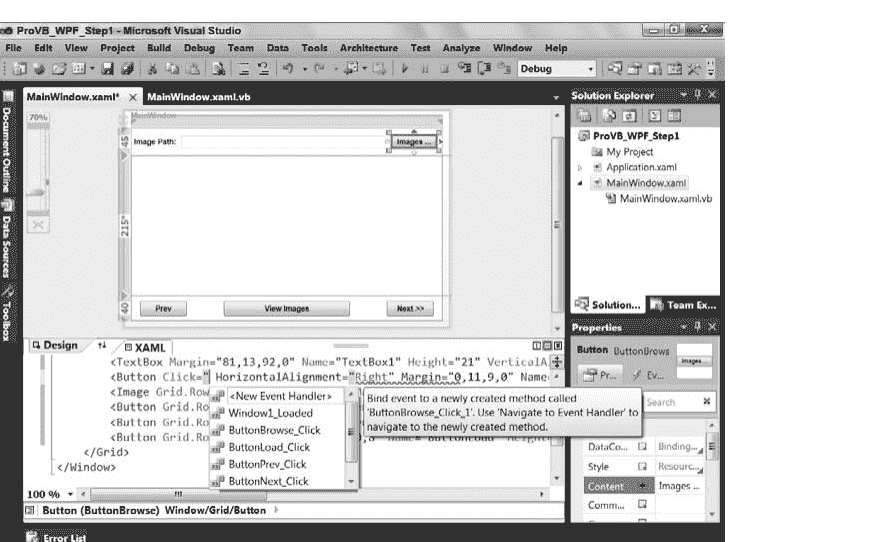 ProVB_WPF_Step1 - Microsoft Visual Studio
File Edit View Project Build Debug Team Data Tools Architecture Test Analyze Window Help
Debug
MainWindow.xaml* × MainWindow.xaml.vb
Document Outline
Data Sources
Toolbox
70%
MainWindow
45
Image Path:
Images ...
215*
40
Prev
View Images
Next >>
Design
XAML
<TextBox Margin="81,13,92,0" Name="TextBox1" Height="21" VerticalA
<Button Click=" HorizontalAlignment="Right" Margin="0,11,9,0" Name=
<Image Grid.Row
<Button Grid.Ro
<Button Grid.Ro
<Button Grid.Ro
</Grid>
</Window>
<New Event Handler>
Window1_Loaded
ButtonBrowse_Click
ButtonLoad_Click
ButtonPrev_Click
ButtonNext_Click
Bind event to a newly created method called
'ButtonBrowse_Click_1'. Use 'Navigate to Event Handler' to
navigate to the newly created method.
100 %
Button (ButtonBrowse) Window/Grid/Button
Error List
Solution Explorer
ProVB_WPF_Step1
My Project
Application.xaml
MainWindow.xaml
MainWindow.xaml.vb
Solution... Team Ex...
Properties
Button ButtonBrows
Images ...
Pr... Ev...
Search
DataCo... Binding...
Style Resourc...
Content Images ...
Comm...